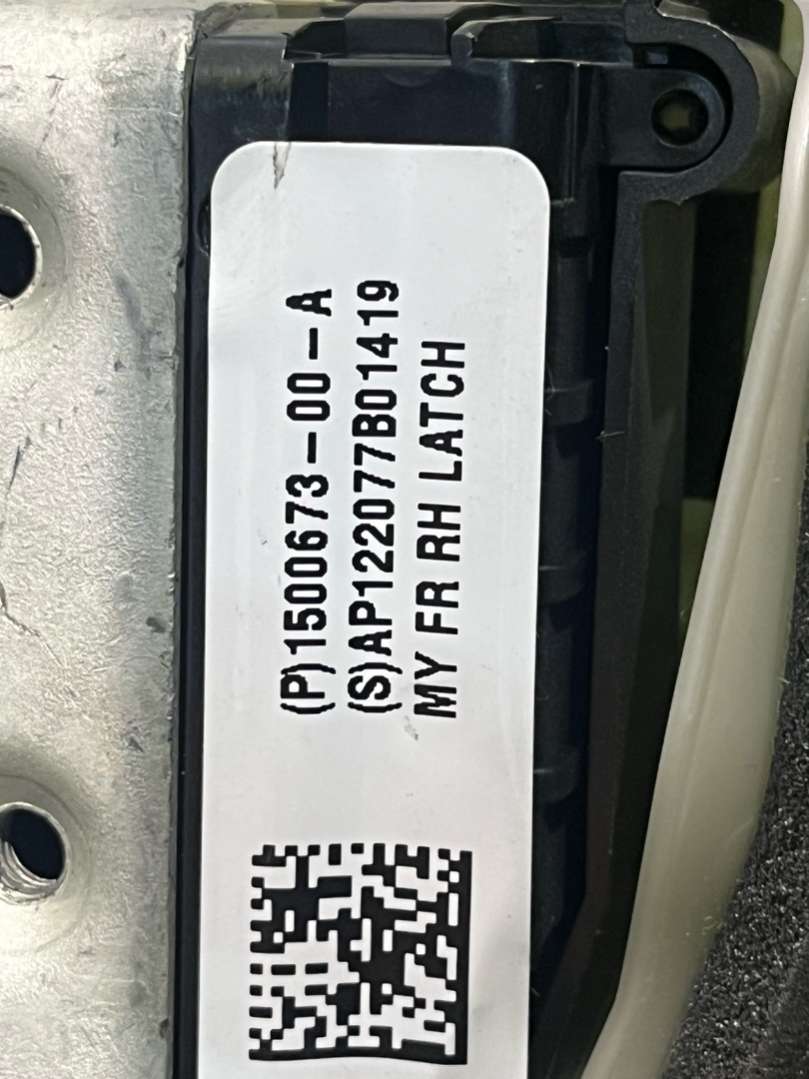 (P)1500673-00-A
(S)AP122077B01419
MY FR RH LATCH